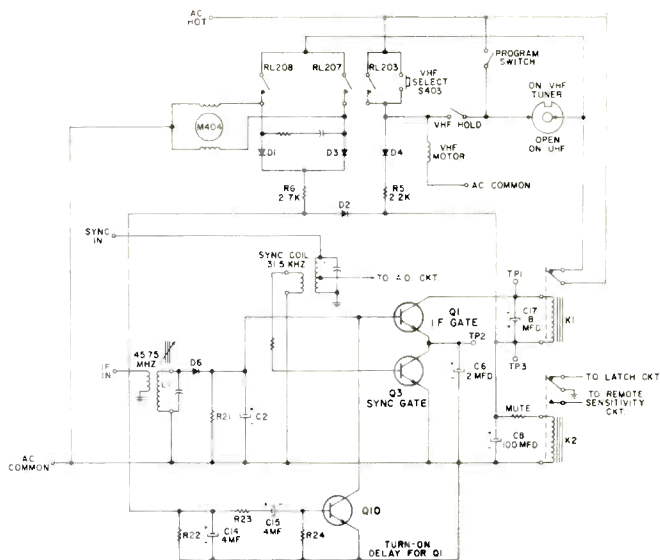 AC
HOT
RL208
RL207
RL203
PROGRAM
SWITCH
VHF
SELECT
S403
ON VHF
TUNER
M404
VHF HOLD
OPEN
ON UHF
D1
D3
D4
VHF
MOTOR
R6
2.7K
R5
2.2K
AC COMMON
D2
SYNC
IN
SYNC COIL
31.5 KHZ
TO A.O. CKT.
TP1
Q1
IF GATE
C17
8
MFD
K1
TP2
45.75
MHZ
D6
TP3
IF
IN
L1
Q3
SYNC GATE
C6
2 MFD
TO LATCH CKT
TO REMOTE
SENSITIVITY
CKT.
R21
C2
MUTE
AC
COMMON
C8
100 MFD
K2
Q10
R22
C14
4MF
R23
C15
4MF
R24
TURN-ON
DELAY FOR Q1